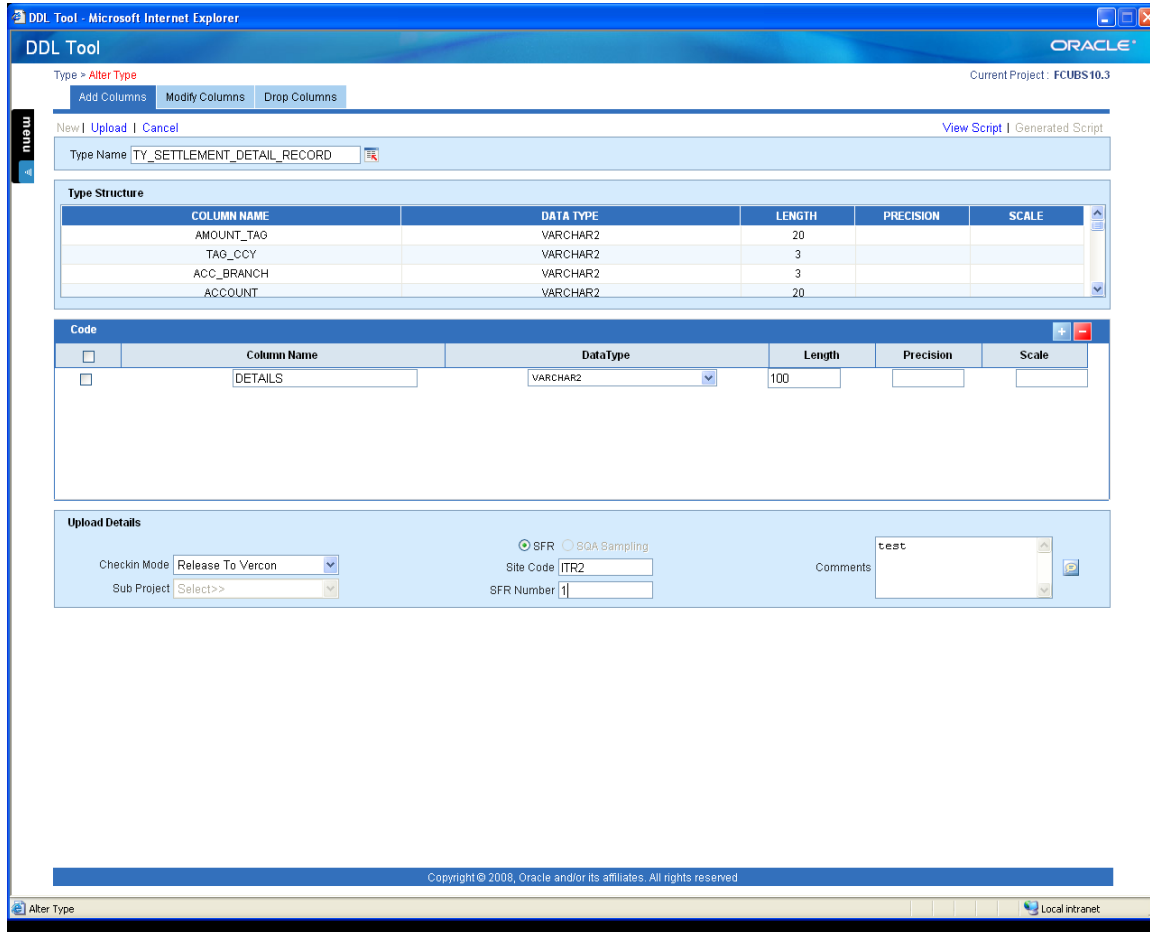 DDL Tool - Microsoft Internet Explorer
DDL Tool ORACLE
Type > Alter Type Current Project : FCUBS10.3
Add Columns Modify Columns Drop Columns
menu
New | Upload | Cancel View Script | Generated Script
Type Name TY_SETTLEMENT_DETAIL_RECORD
Type Structure
COLUMN NAME DATA TYPE LENGTH PRECISION SCALE
AMOUNT_TAG VARCHAR2 20
TAG_CCY VARCHAR2 3
ACC_BRANCH VARCHAR2 3
ACCOUNT VARCHAR2 20
Code + −
Column Name DataType Length Precision Scale
DETAILS VARCHAR2 100
Upload Details
SFR SQA Sampling test
Checkin Mode Release To Vercon Site Code ITR2 Comments
Sub Project Select>> SFR Number 1
Copyright © 2008, Oracle and/or its affiliates. All rights reserved
Alter Type Local intranet